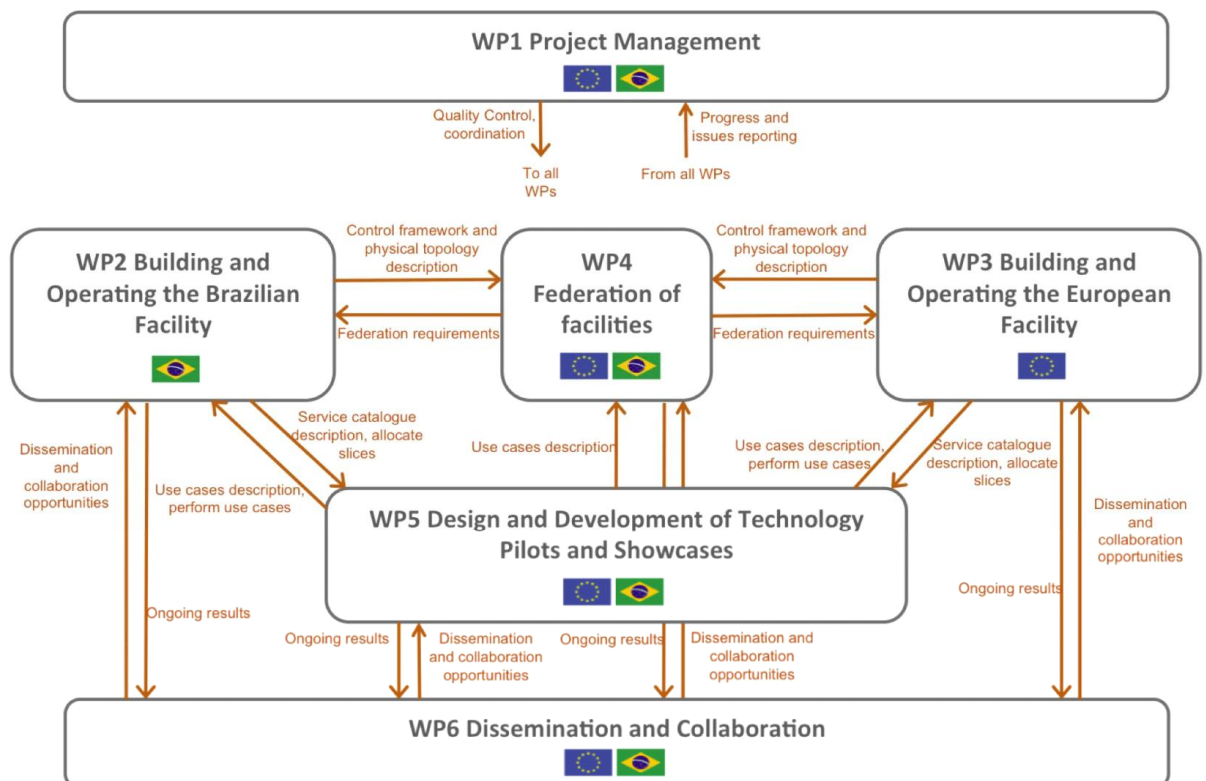 WP1 Project Management
Quality Control,
coordination
To all
WPs
Progress and
issues reporting
From all WPs
WP2 Building and
Operating the Brazilian
Facility
Control framework and
physical topology
description
Federation requirements
WP4
Federation of
facilities
Control framework and
physical topology
description
Federation requirements
WP3 Building and
Operating the European
Facility
Dissemination
and
collaboration
opportunities
Use cases description,
perform use cases
Service catalogue
description, allocate
slices
Use cases description
Use cases description,
perform use cases
Service catalogue
description, allocate
slices
Dissemination
and
collaboration
opportunities
WP5 Design and Development of Technology
Pilots and Showcases
Ongoing results
Ongoing results
Dissemination
and collaboration
opportunities
Ongoing results
Dissemination and
collaboration
opportunities
Ongoing results
WP6 Dissemination and Collaboration